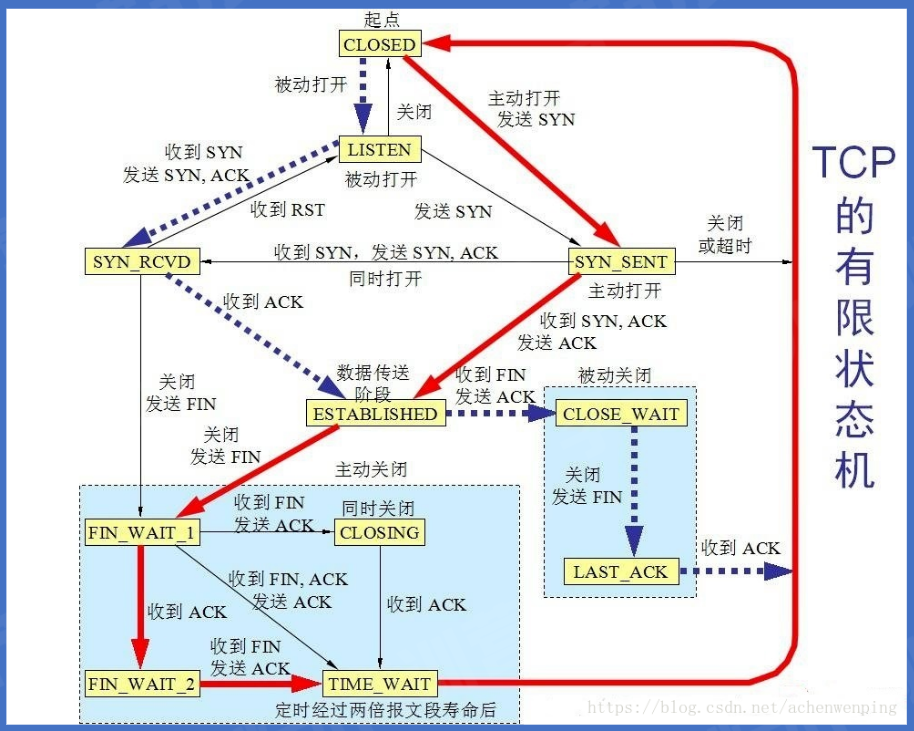 起点
CLOSED
被动打开
关闭
主动打开
发送 SYN
LISTEN
被动打开
收到 SYN
发送 SYN, ACK
收到 RST
发送 SYN
关闭
或超时
SYN_RCVD
收到 SYN，发送 SYN, ACK
同时打开
SYN_SENT
主动打开
收到 ACK
收到 SYN, ACK
发送 ACK
数据传送
阶段
ESTABLISHED
收到 FIN
发送 ACK
被动关闭
CLOSE_WAIT
关闭
发送 FIN
关闭
发送 FIN
关闭
发送 FIN
LAST_ACK
收到 ACK
主动关闭
FIN_WAIT_1
收到 FIN
发送 ACK
同时关闭
CLOSING
收到 FIN, ACK
发送 ACK
收到 ACK
收到 ACK
收到 FIN
发送 ACK
FIN_WAIT_2
TIME_WAIT
定时经过两倍报文段寿命后
TCP
的
有
限
状
态
机
https://blog.csdn.net/achenwenping